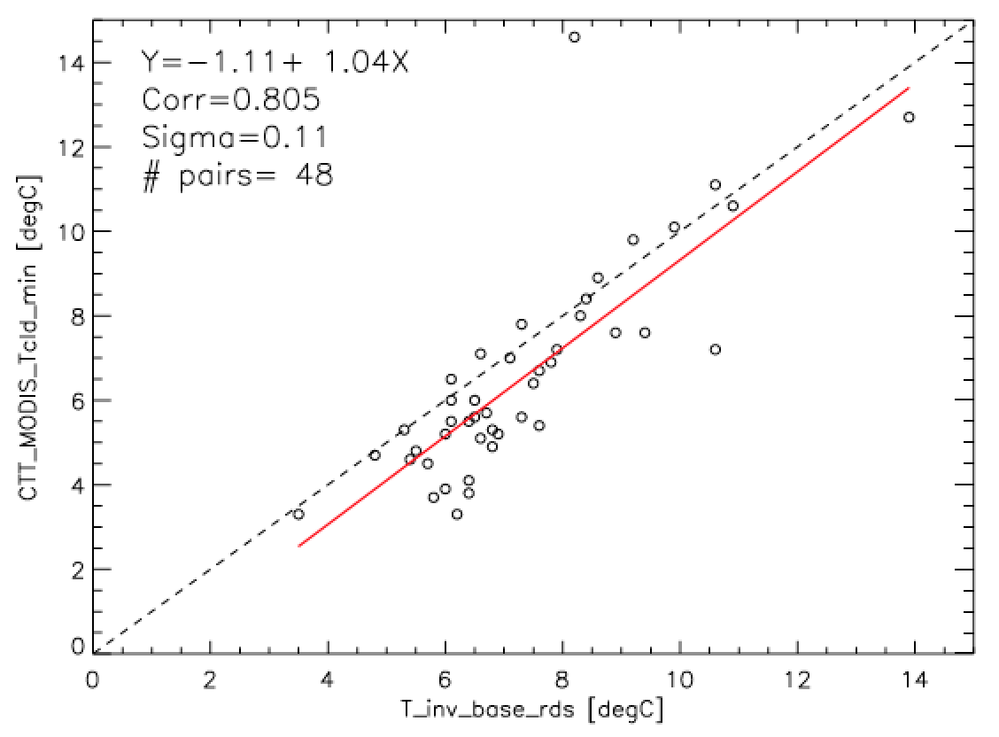 Y=-1.11+ 1.04X
Corr=0.805
Sigma=0.11
# pairs= 48
CTT_MODIS_Tcld_min [degC]
14
12
10
8
6
4
2
0
0 2 4 6 8 10 12 14
T_inv_base_rds [degC]